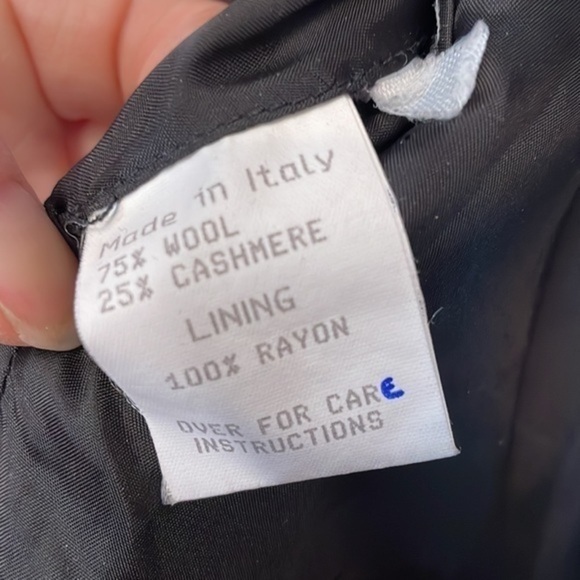 Made in Italy
75% WOOL
25% CASHMERE
LINING
100% RAYON
OVER FOR CARE
INSTRUCTIONS